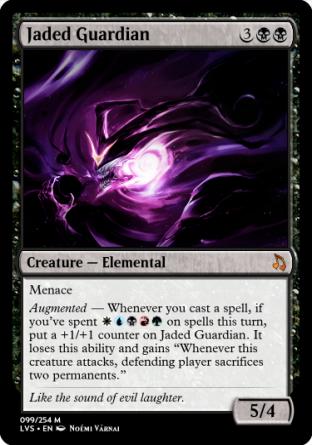 Jaded Guardian 3
Creature — Elemental
Menace
Augmented — Whenever you cast a spell, if
you've spent on spells this turn,
put a +1/+1 counter on Jaded Guardian. It
loses this ability and gains “Whenever this
creature attacks, defending player sacrifices
two permanents.”
Like the sound of evil laughter.
5/4
099/254 M
LVS • EN Noémi Várnai